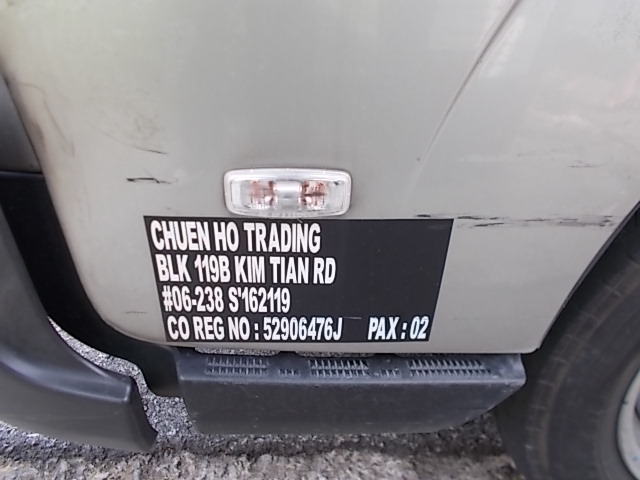 CHUEN HO TRADING
BLK 119B KIM TIAN RD
#06-238 S'162119
CO REG NO : 52906476J PAX : 02